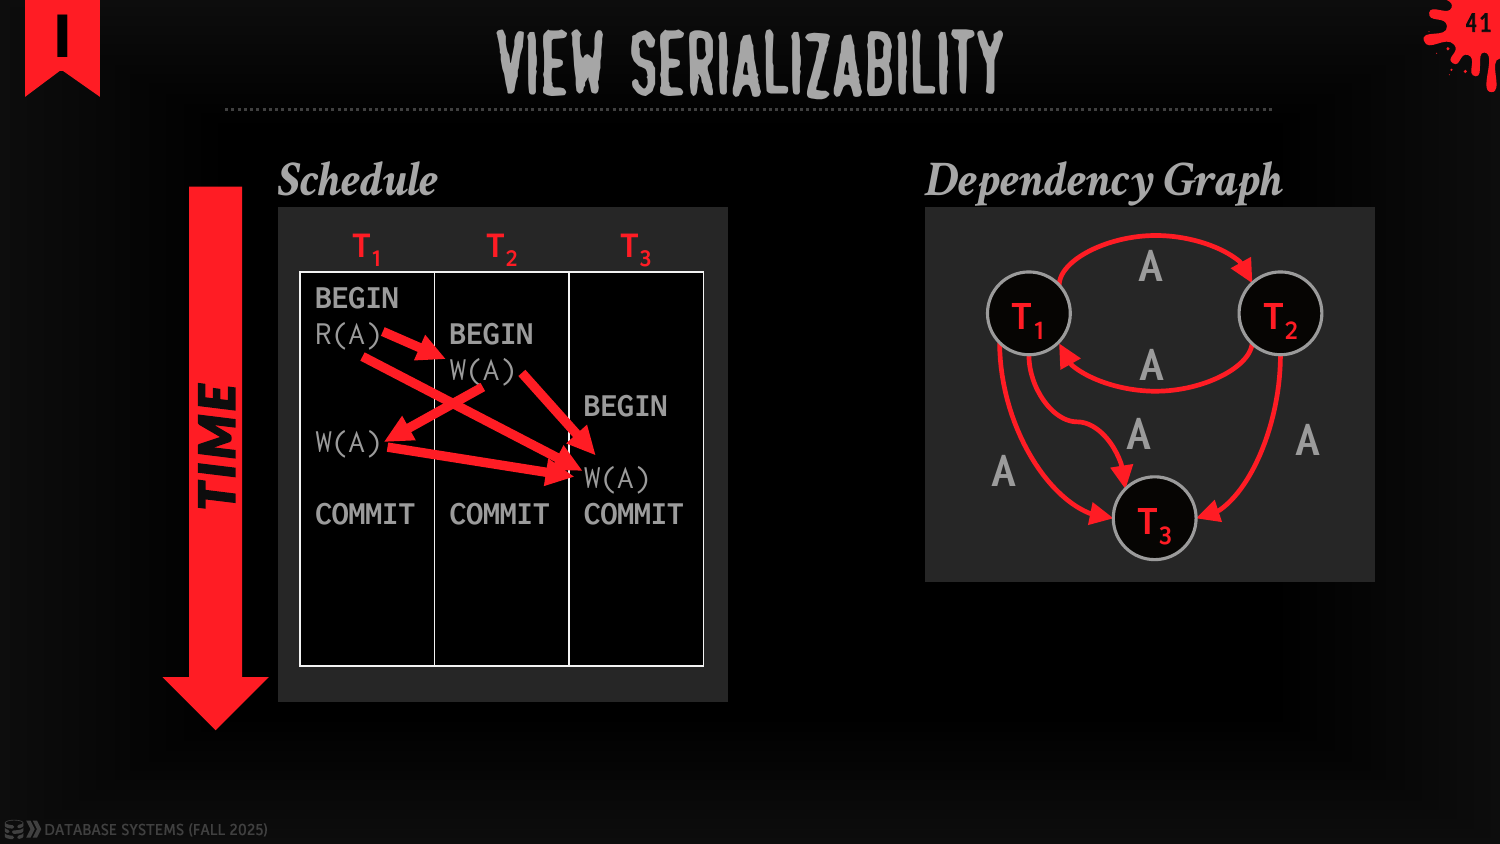 I
41
VIEW SERIALIZABILITY
Schedule
Dependency Graph
TIME
T1 T2 T3
BEGIN
R(A) BEGIN
W(A)
BEGIN
W(A)
W(A)
COMMIT COMMIT COMMIT
A
T1 T2
A
A A
A
T3
DATABASE SYSTEMS (FALL 2025)